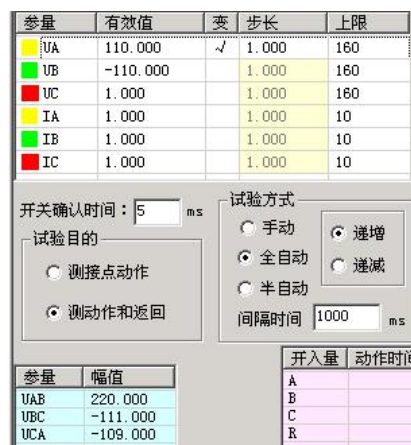 参量 有效值 变 步长 上限
UA 110.000 √ 1.000 160
UB -110.000 1.000 160
UC 1.000 1.000 160
IA 1.000 1.000 10
IB 1.000 1.000 10
IC 1.000 1.000 10
开关确认时间：5 ms
试验目的
测接点动作
测动作和返回
试验方式
手动
全自动
半自动
递增
递减
间隔时间 1000 ms
参量 幅值
UAB 220.000
UBC -111.000
UCA -109.000
开入量 动作时间
A
B
C
R